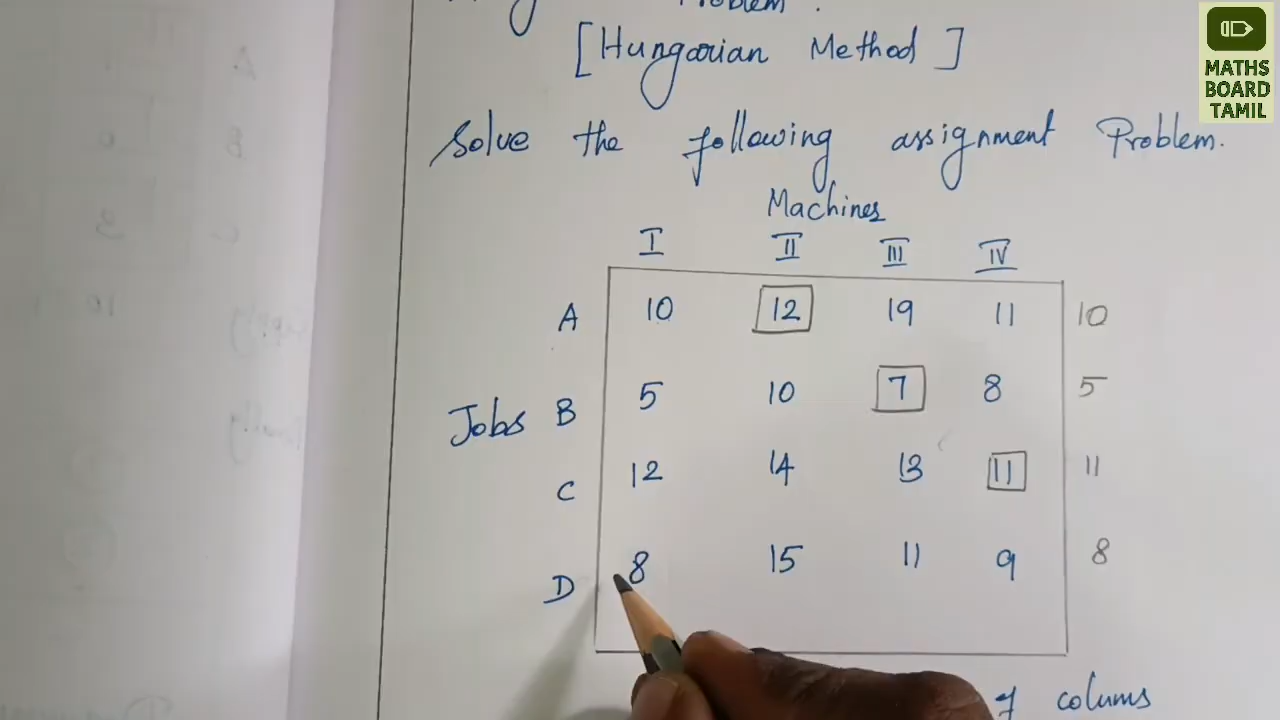 Problem.
[Hungarian Method]
Solve the following assignment Problem.
Machines
I II III IV
A 10 12 19 11 10
B 5 10 7 8 5
Jobs
C 12 14 13 11 11
D 8 15 11 9 8
colums
MATHS
BOARD
TAMIL